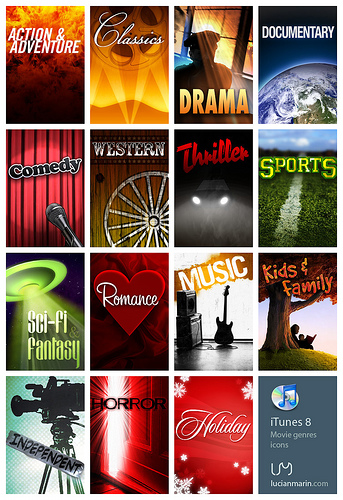 ACTION &
ADVENTURE
Classics
DRAMA
DOCUMENTARY
Comedy
WESTERN
Thriller
SPORTS
Sci-fi
&
Fantasy
Romance
MUSIC
Kids &
Family
INDEPENDENT
HORROR
Holiday
iTunes 8
Movie genres
icons
lucianmarin.com